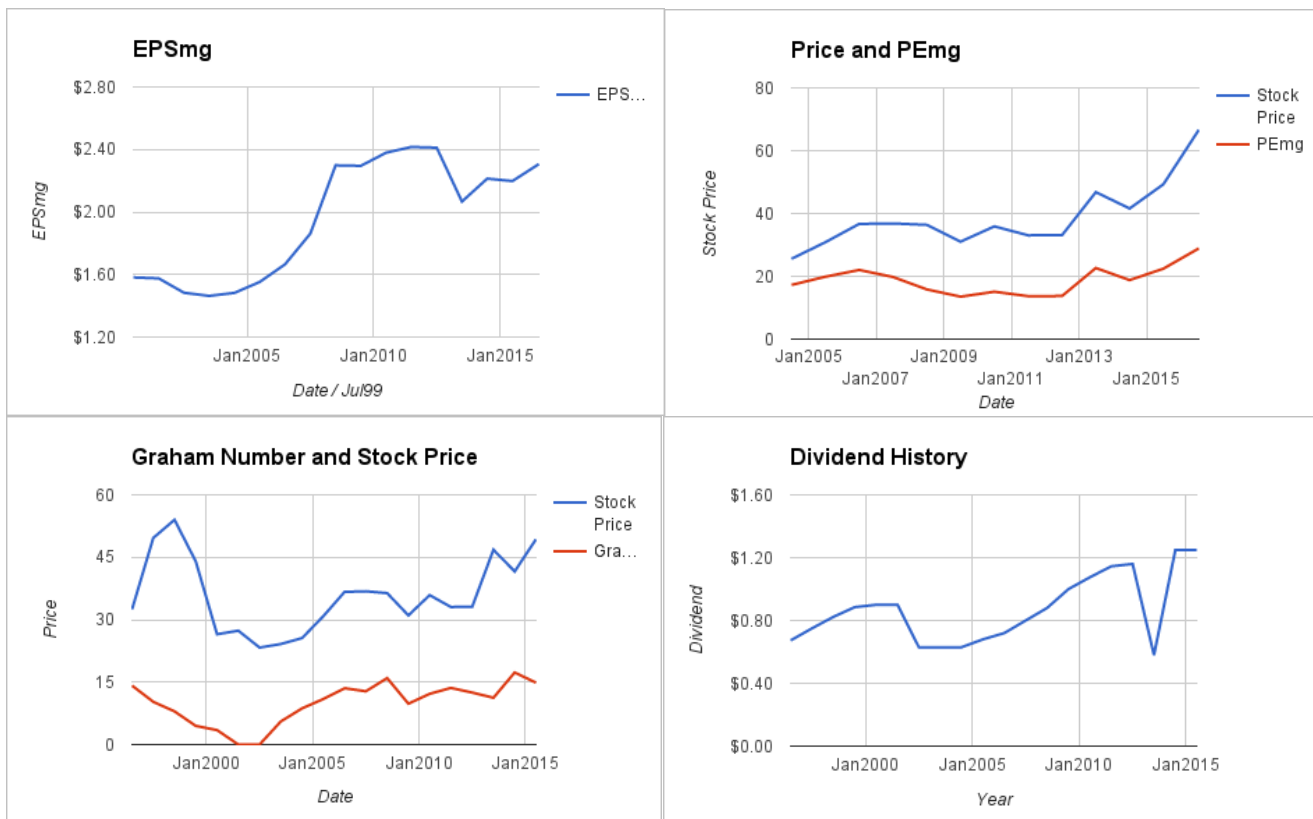 EPSmg
$2.80
$2.40
$2.00
$1.60
$1.20
EPSmg
Jan2005
Jan2010
Jan2015
Date / Jul99
EPS...
Price and PEmg
80
60
40
20
0
Stock Price
Jan2005
Jan2007
Jan2009
Jan2011
Jan2013
Jan2015
Date
Stock
Price
PEmg
Graham Number and Stock Price
60
45
30
15
0
Price
Jan2000
Jan2005
Jan2010
Jan2015
Date
Stock
Price
Gra...
Dividend History
$1.60
$1.20
$0.80
$0.40
$0.00
Dividend
Jan2000
Jan2005
Jan2010
Jan2015
Year